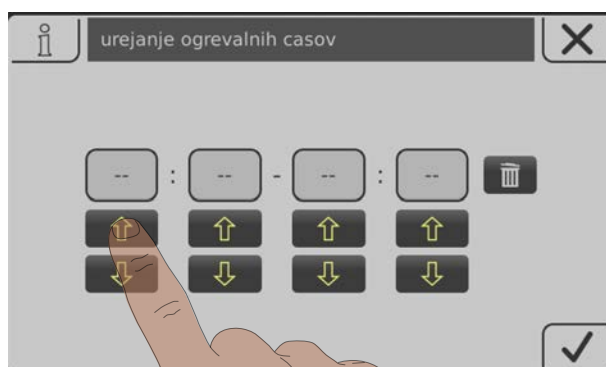 urejanje ogrevalnih casov
-- : -- - -- : --